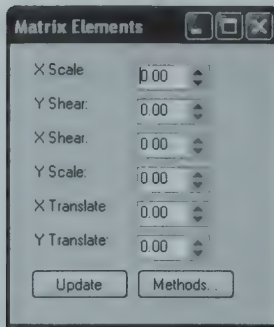 Matrix Elements
X Scale 0.00
Y Shear: 0.00
X Shear. 0.00
Y Scale: 0.00
X Translate 0.00
Y Translate: 0.00
Update Methods. .